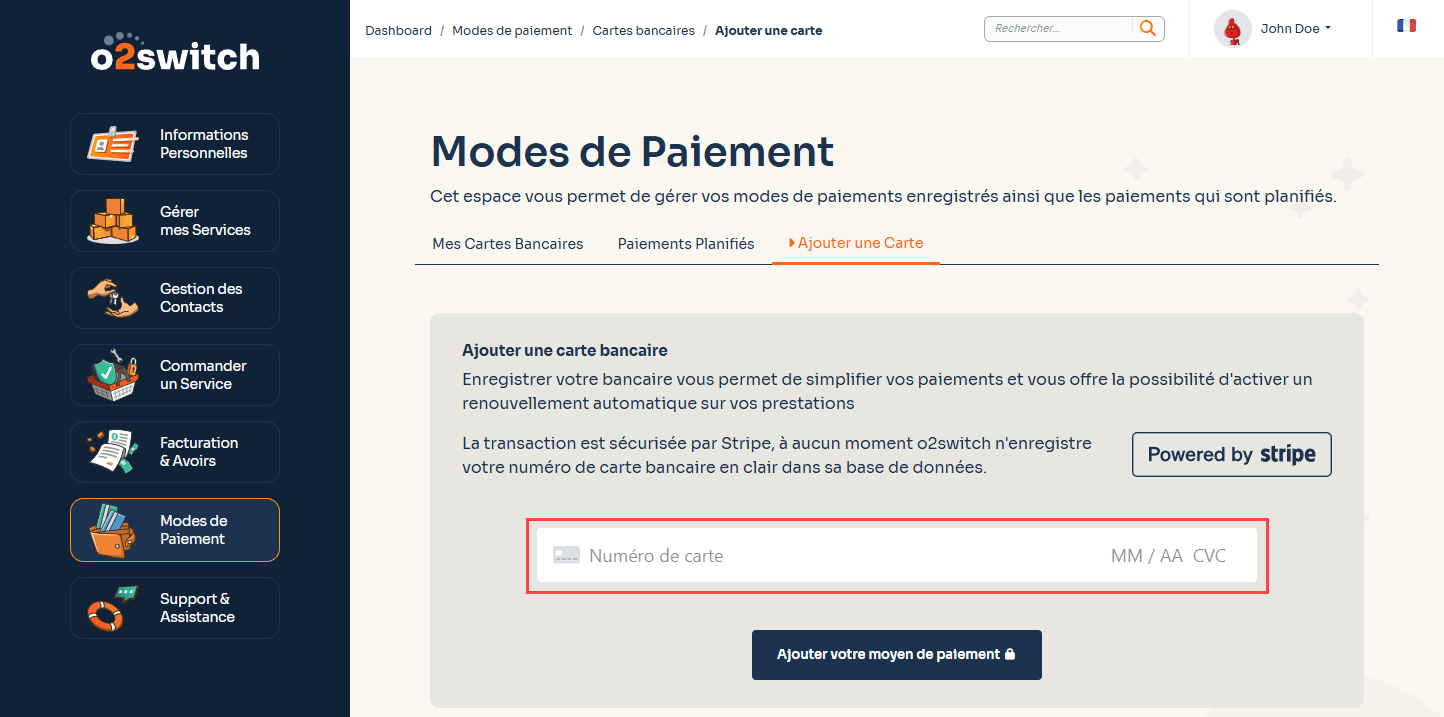 o2switch
Informations
Personnelles
Gérer
mes Services
Gestion des
Contacts
Commander
un Service
Facturation
& Avoirs
Modes de
Paiement
Support &
Assistance
Dashboard / Modes de paiement / Cartes bancaires / Ajouter une carte
Rechercher...
John Doe
Modes de Paiement
Cet espace vous permet de gérer vos modes de paiements enregistrés ainsi que les paiements qui sont planifiés.
Mes Cartes Bancaires Paiements Planifiés Ajouter une Carte
Ajouter une carte bancaire
Enregistrer votre bancaire vous permet de simplifier vos paiements et vous offre la possibilité d'activer un
renouvellement automatique sur vos prestations
La transaction est sécurisée par Stripe, à aucun moment o2switch n'enregistre
votre numéro de carte bancaire en clair dans sa base de données.
Powered by stripe
Numéro de carte MM / AA CVC
Ajouter votre moyen de paiement